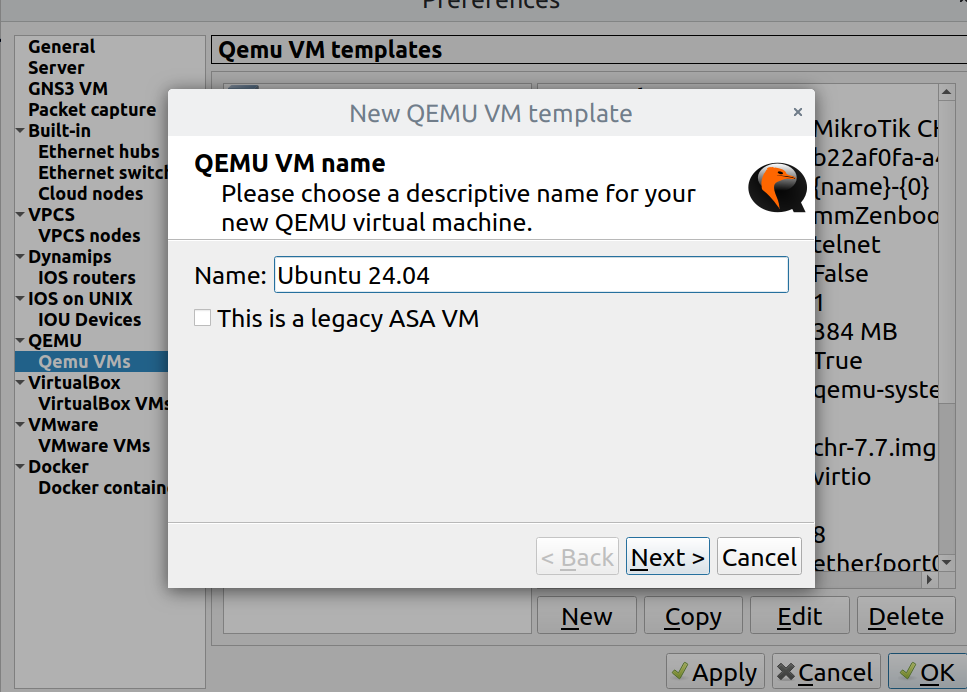 Preferences
General
Server
GNS3 VM
Packet capture
Built-in
Ethernet hubs
Ethernet switch
Cloud nodes
VPCS
VPCS nodes
Dynamips
IOS routers
IOS on UNIX
IOU Devices
QEMU
Qemu VMs
VirtualBox
VirtualBox VMs
VMware
VMware VMs
Docker
Docker contain
Qemu VM templates
New QEMU VM template
QEMU VM name
Please choose a descriptive name for your
new QEMU virtual machine.
Name: Ubuntu 24.04
This is a legacy ASA VM
< Back Next > Cancel
MikroTik CH
b22af0fa-a4
{name}-{0}
mmZenboo
telnet
False
1
384 MB
True
qemu-syste
chr-7.7.img
virtio
8
ether{port0
New Copy Edit Delete
Apply Cancel OK